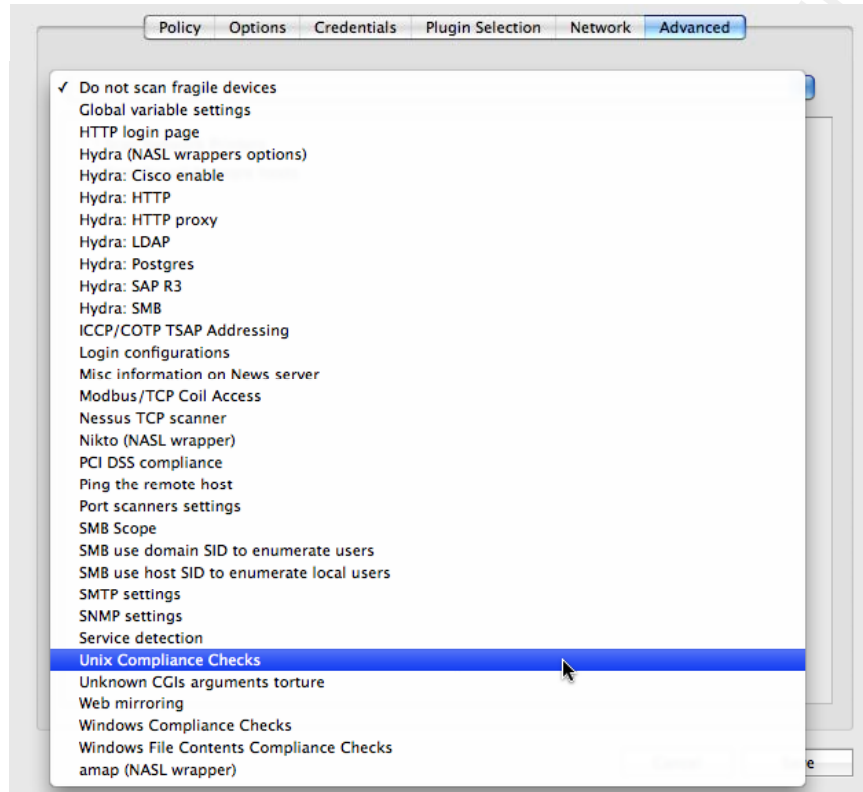 Policy Options Credentials Plugin Selection Network Advanced
✓ Do not scan fragile devices
Global variable settings
HTTP login page
Hydra (NASL wrappers options)
Hydra: Cisco enable
Hydra: HTTP
Hydra: HTTP proxy
Hydra: LDAP
Hydra: Postgres
Hydra: SAP R3
Hydra: SMB
ICCP/COTP TSAP Addressing
Login configurations
Misc information on News server
Modbus/TCP Coil Access
Nessus TCP scanner
Nikto (NASL wrapper)
PCI DSS compliance
Ping the remote host
Port scanners settings
SMB Scope
SMB use domain SID to enumerate users
SMB use host SID to enumerate local users
SMTP settings
SNMP settings
Service detection
Unix Compliance Checks
Unknown CGIs arguments torture
Web mirroring
Windows Compliance Checks
Windows File Contents Compliance Checks
amap (NASL wrapper)